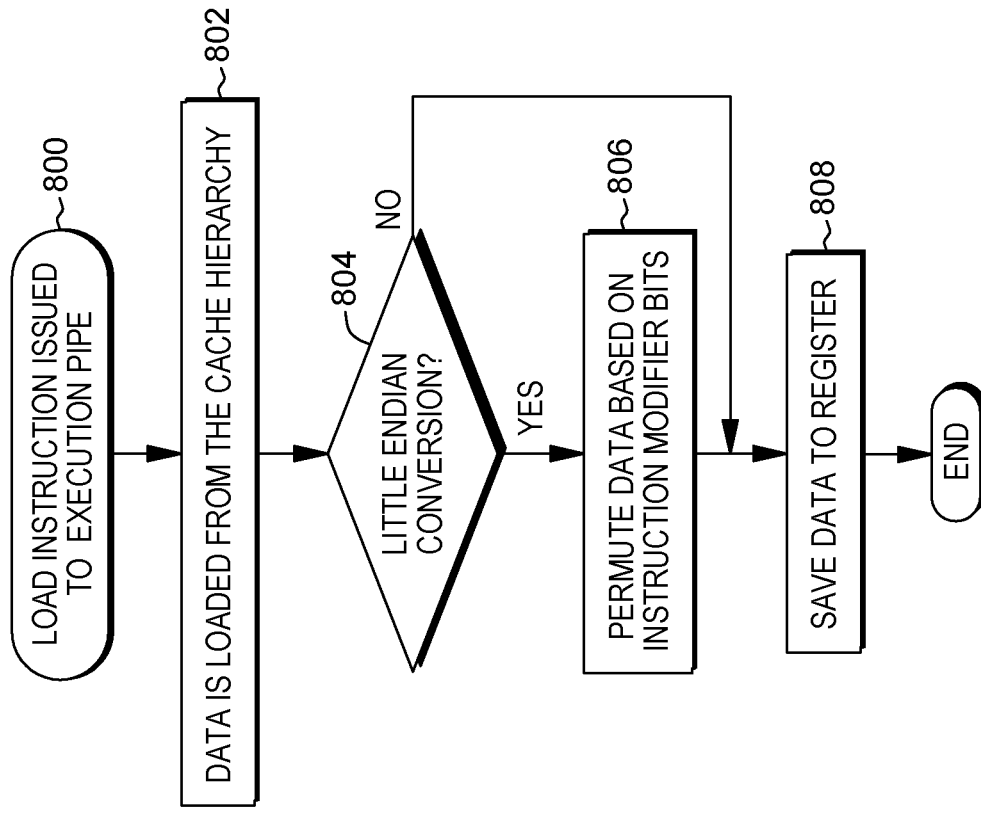 LOAD INSTRUCTION ISSUED
TO EXECUTION PIPE
800
DATA IS LOADED FROM THE CACHE HIERARCHY
802
LITTLE ENDIAN
CONVERSION?
804
NO
YES
PERMUTE DATA BASED ON
INSTRUCTION MODIFIER BITS
806
SAVE DATA TO REGISTER
808
END